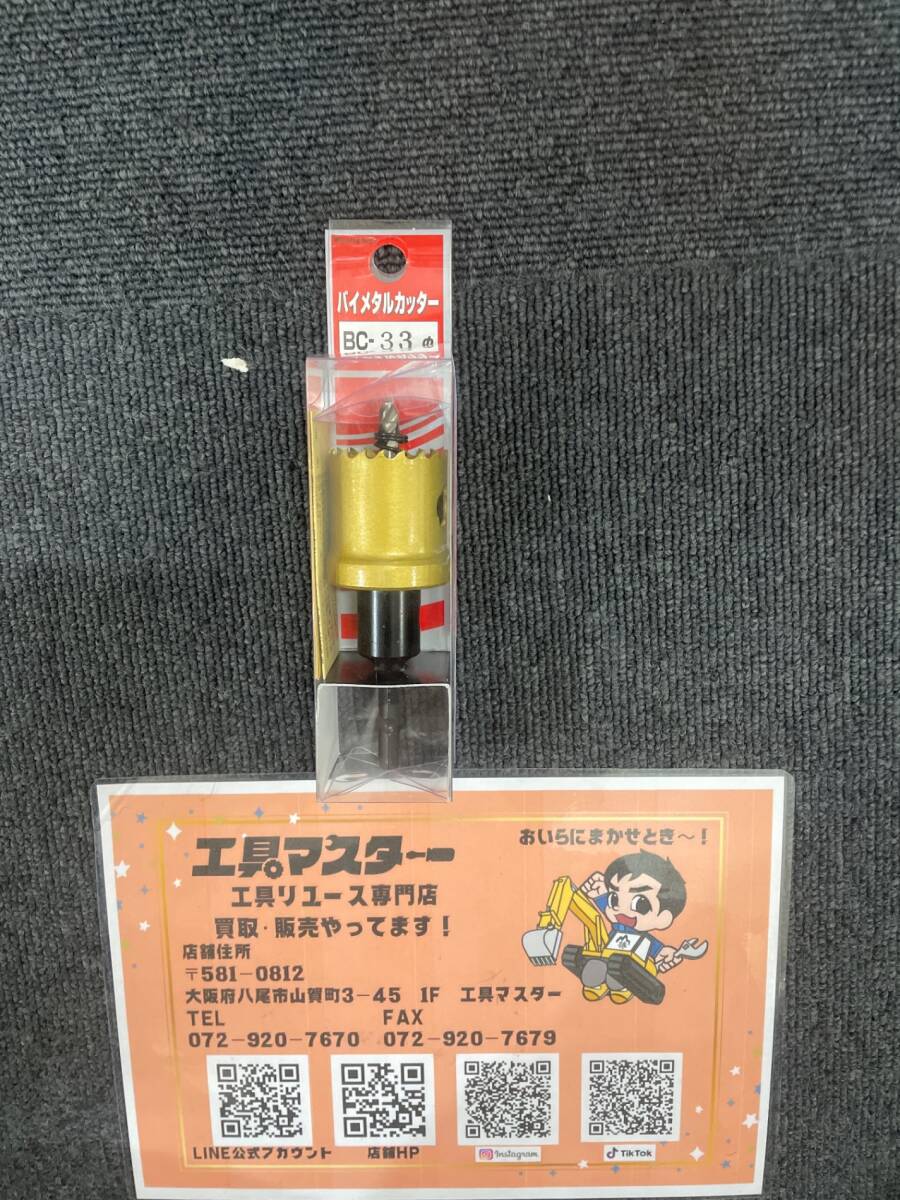 バイメタルカッター
BC-33φ
工具マスター
おいらにまかせとき〜！
工具リユース専門店
買取・販売やってます！
店舗住所
〒581-0812
大阪府八尾市山賀町3-45 1F 工具マスター
TEL FAX
072-920-7670 072-920-7679
LINE公式アカウント 店舗HP Instagram TikTok